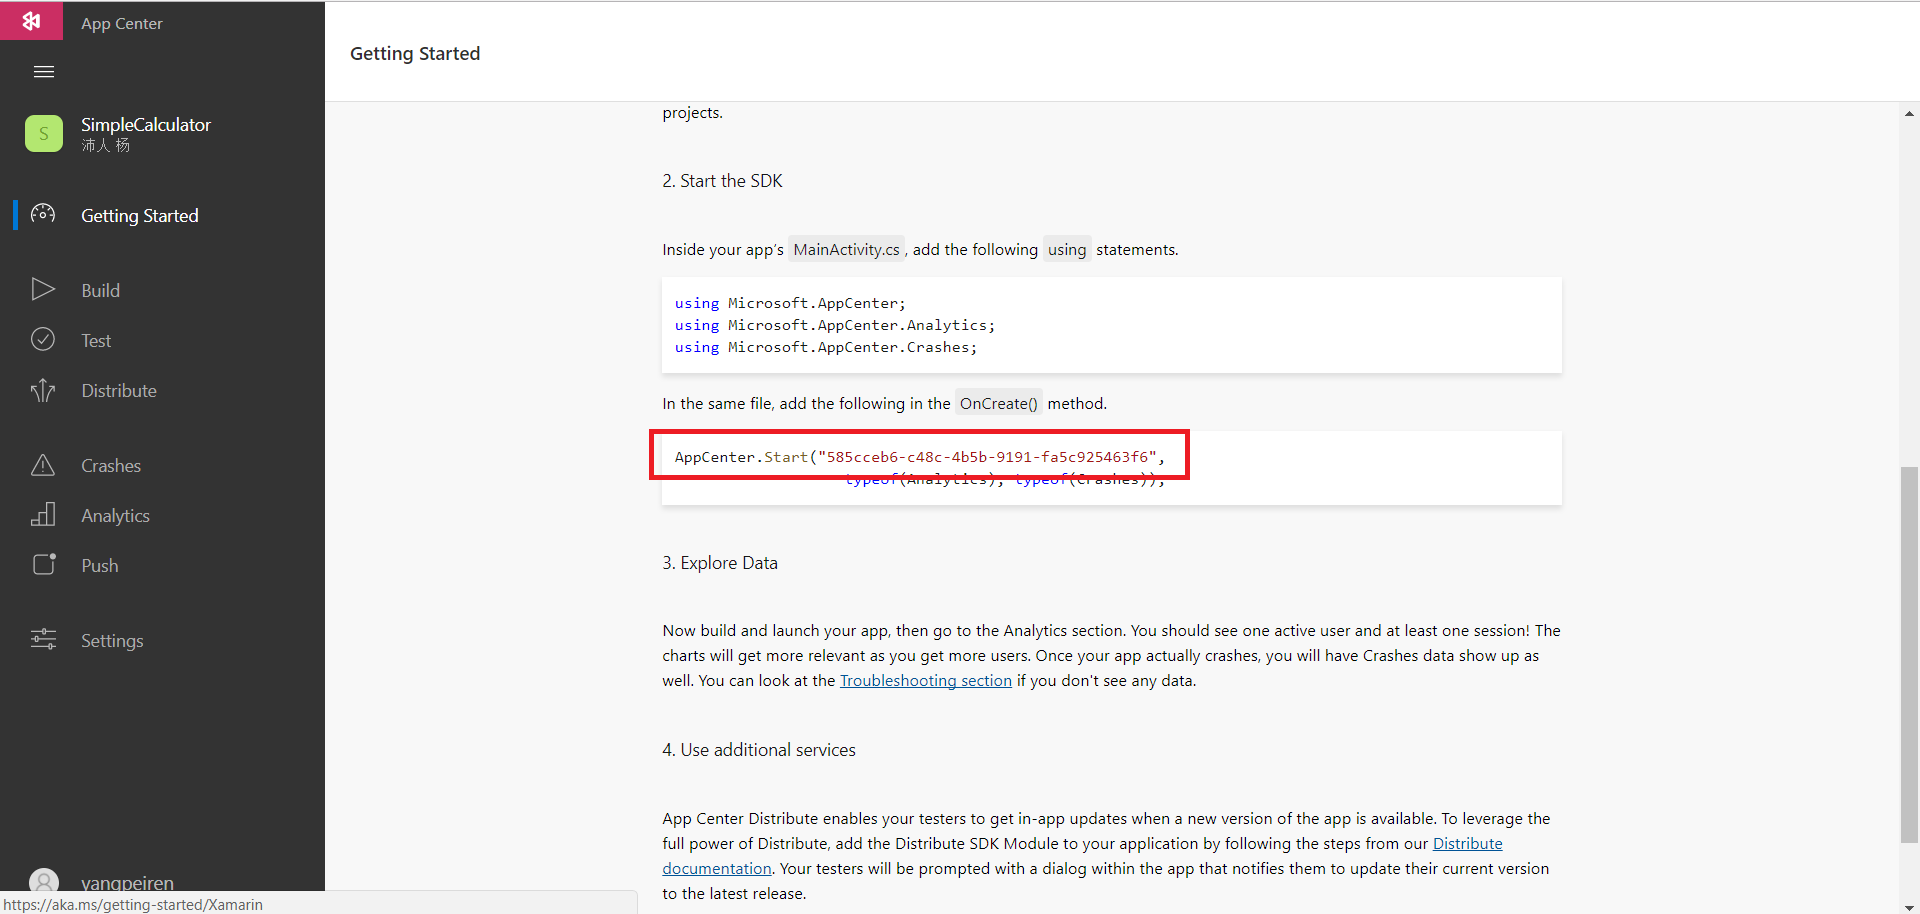 App Center
SimpleCalculator
沛人 杨
Getting Started
Build
Test
Distribute
Crashes
Analytics
Push
Settings
yangpeiren
https://aka.ms/getting-started/Xamarin
Getting Started
projects.
2. Start the SDK
Inside your app’s MainActivity.cs , add the following using statements.
using Microsoft.AppCenter;
using Microsoft.AppCenter.Analytics;
using Microsoft.AppCenter.Crashes;
In the same file, add the following in the OnCreate() method.
AppCenter.Start("585cceb6-c48c-4b5b-9191-fa5c925463f6",
typeof(Analytics), typeof(Crashes));
3. Explore Data
Now build and launch your app, then go to the Analytics section. You should see one active user and at least one session! The
charts will get more relevant as you get more users. Once your app actually crashes, you will have Crashes data show up as
well. You can look at the Troubleshooting section if you don't see any data.
4. Use additional services
App Center Distribute enables your testers to get in-app updates when a new version of the app is available. To leverage the
full power of Distribute, add the Distribute SDK Module to your application by following the steps from our Distribute
documentation. Your testers will be prompted with a dialog within the app that notifies them to update their current version
to the latest release.